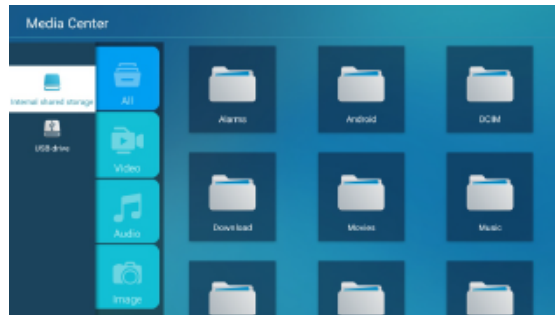 Media Center
Internal shared storage
USB drive
All
Video
Audio
Image
Alarms
Android
DCIM
Download
Movies
Music